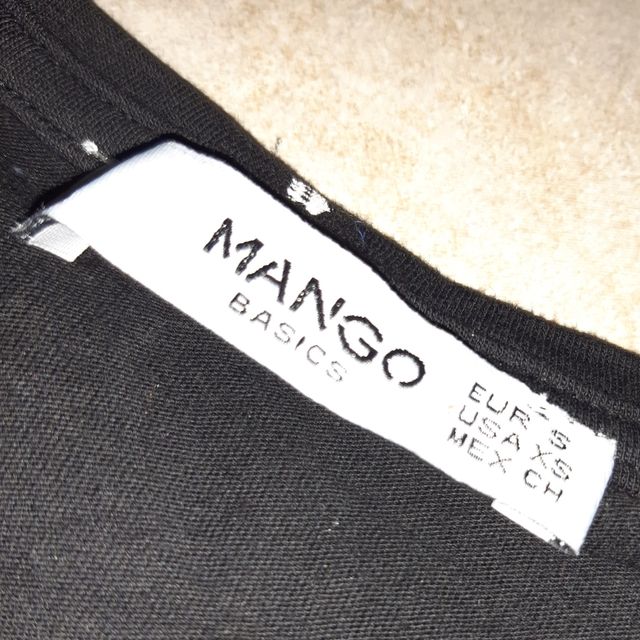 MANGO
BASICS
EUR S
USA XS
MEX CH